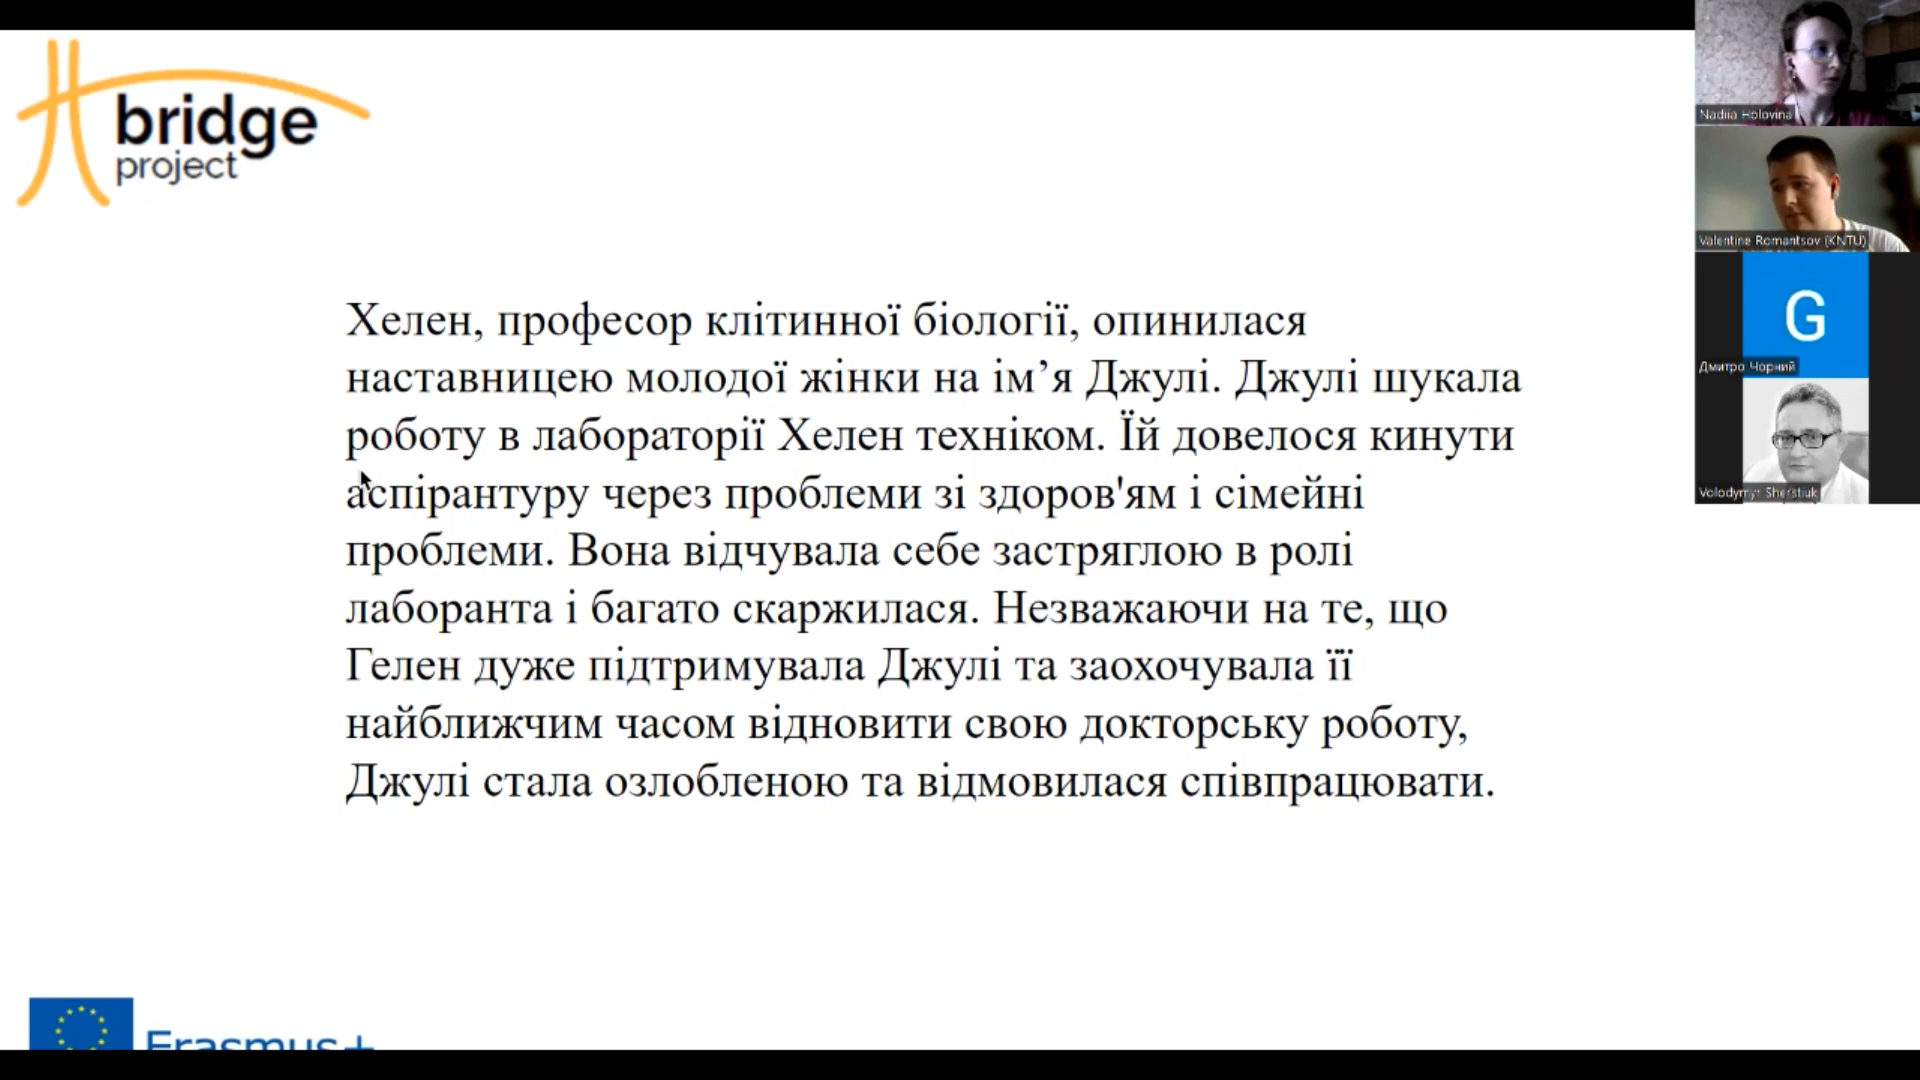 bridge
project
Хелен, професор клітинної біології, опинилася
наставницею молодої жінки на ім’я Джулі. Джулі шукала
роботу в лабораторії Хелен техніком. Їй довелося кинути
аспірантуру через проблеми зі здоров'ям і сімейні
проблеми. Вона відчувала себе застряглою в ролі
лаборанта і багато скаржилася. Незважаючи на те, що
Гелен дуже підтримувала Джулі та заохочувала її
найближчим часом відновити свою докторську роботу,
Джулі стала озлобленою та відмовилася співпрацювати.
Erasmus+
Nadiia Holovina
Valentine Romantsov (KNTU)
G
Дмитро Чорний
Volodymyr Sherstiuk